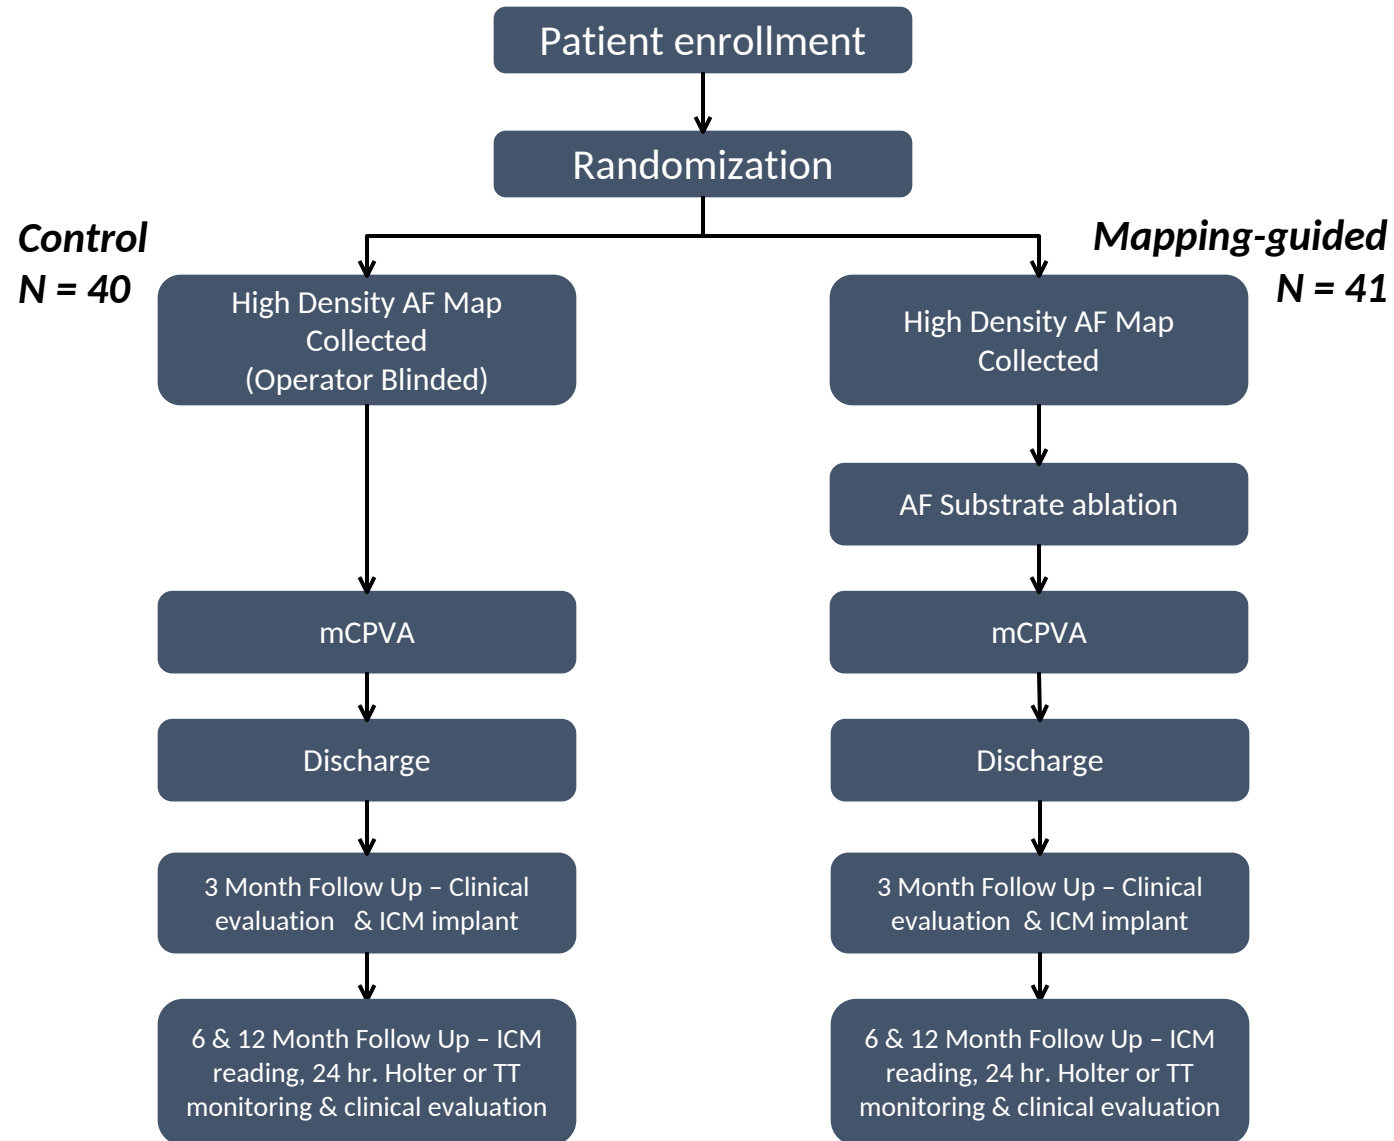 Patient enrollment
Randomization
Control
N = 40
Mapping-guided
N = 41
High Density AF Map
Collected
(Operator Blinded)
High Density AF Map
Collected
AF Substrate ablation
mCPVA
mCPVA
Discharge
Discharge
3 Month Follow Up – Clinical
evaluation & ICM implant
3 Month Follow Up – Clinical
evaluation & ICM implant
6 & 12 Month Follow Up – ICM
reading, 24 hr. Holter or TT
monitoring & clinical evaluation
6 & 12 Month Follow Up – ICM
reading, 24 hr. Holter or TT
monitoring & clinical evaluation